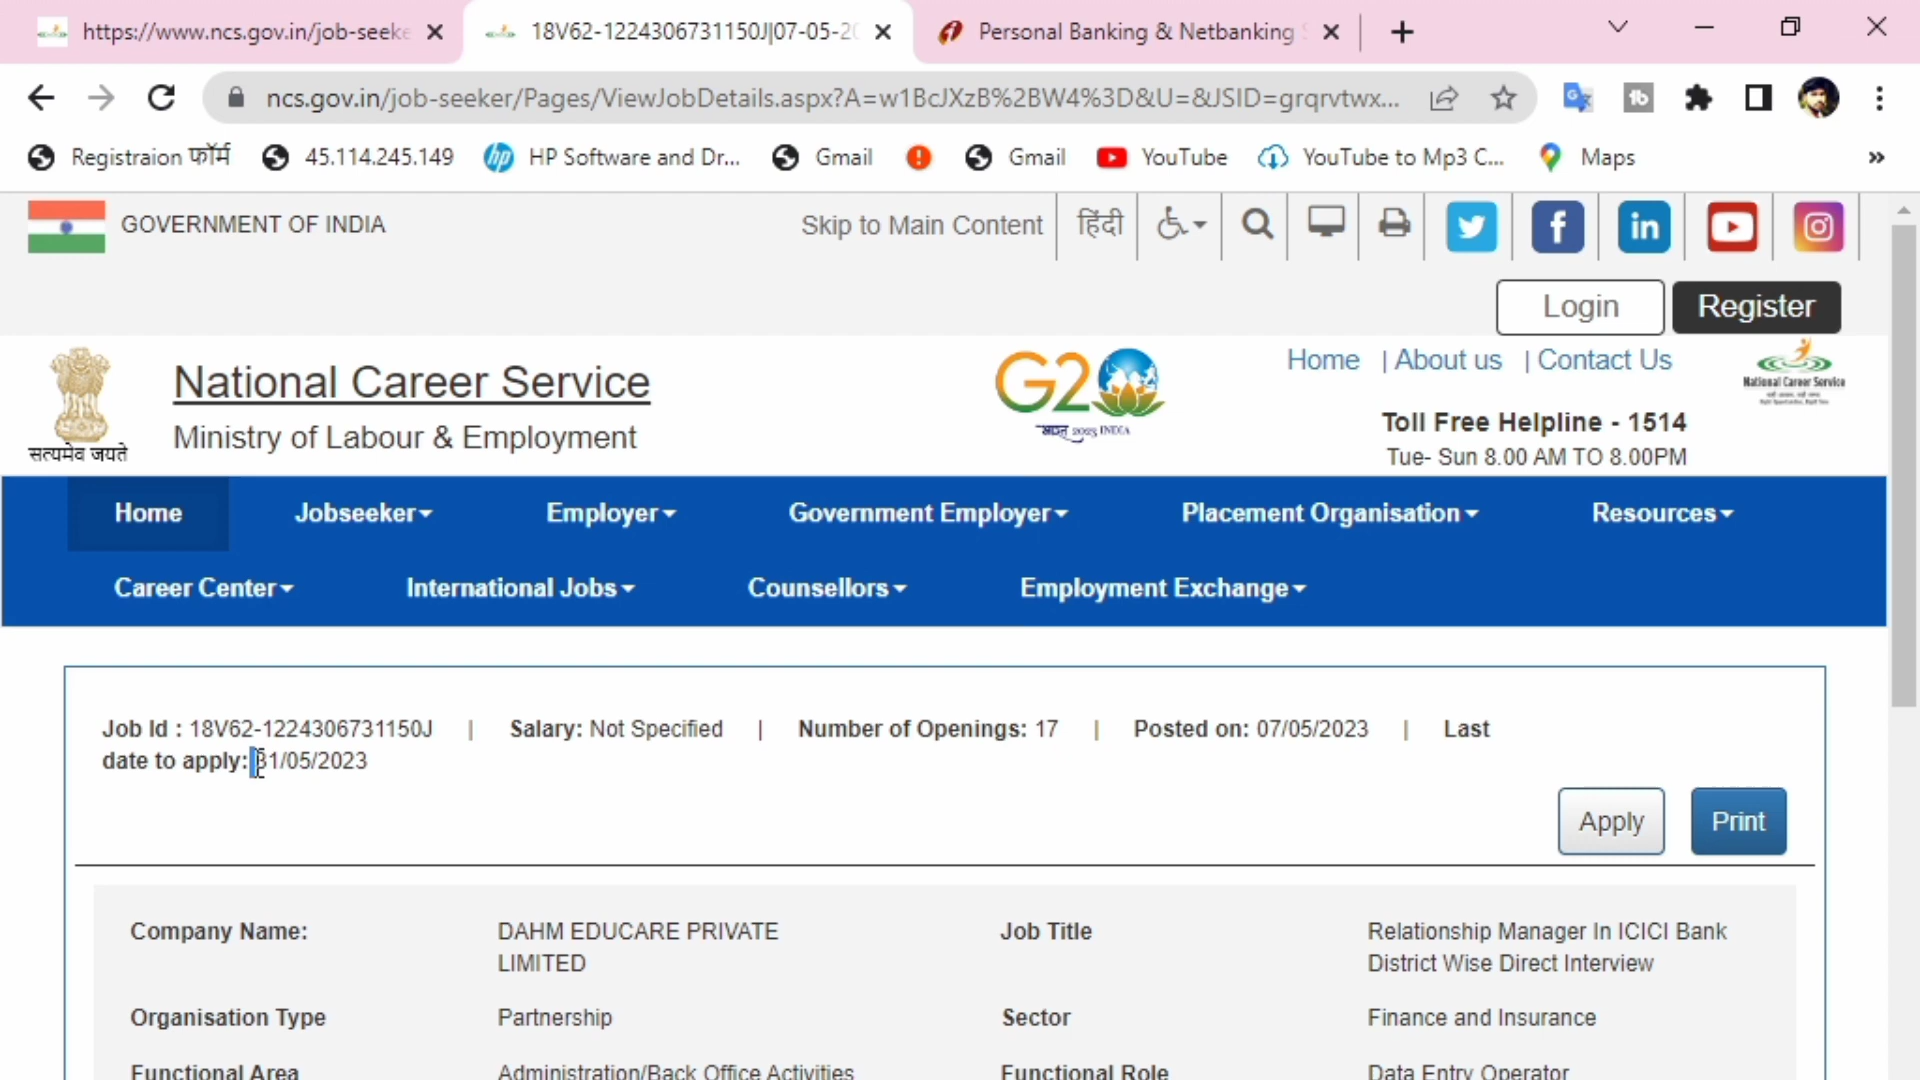 https://www.ncs.gov.in/job-seeke
18V62-1224306731150J|07-05-20
Personal Banking & Netbanking S
ncs.gov.in/job-seeker/Pages/ViewJobDetails.aspx?A=w1BcJXzB%2BW4%3D&U=&JSID=grqrvtwx...
Registraion फॉर्म
45.114.245.149
HP Software and Dr...
Gmail
Gmail
YouTube
YouTube to Mp3 C...
Maps
»
GOVERNMENT OF INDIA
Skip to Main Content
हिंदी
Login
Register
सत्यमेव जयते
National Career Service
Ministry of Labour & Employment
G20
2023 INDIA
Home | About us | Contact Us
National Career Service
Toll Free Helpline - 1514
Tue- Sun 8.00 AM TO 8.00PM
Home
Jobseeker
Employer
Government Employer
Placement Organisation
Resources
Career Center
International Jobs
Counsellors
Employment Exchange
Job Id : 18V62-1224306731150J | Salary: Not Specified | Number of Openings: 17 | Posted on: 07/05/2023 | Last
date to apply: 31/05/2023
Apply
Print
Company Name: DAHM EDUCARE PRIVATE
LIMITED
Job Title Relationship Manager In ICICI Bank
District Wise Direct Interview
Organisation Type Partnership
Sector Finance and Insurance
Functional Area Administration/Back Office Activities
Functional Role Data Entry Operator